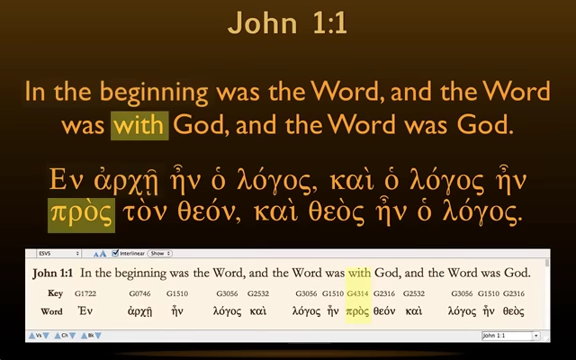 John 1:1
In the beginning was the Word, and the Word
was with God, and the Word was God.
Εν ἀρχῇ ἦν ὁ λόγος, καὶ ὁ λόγος ἦν
πρὸς τὸν θεόν, καὶ θεὸς ἦν ὁ λόγος.
ESVS Interlinear Show
John 1:1 In the beginning was the Word, and the Word was with God, and the Word was God.
Key G1722 G0746 G1510 G3056 G2532 G3056 G1510 G4314 G2316 G2532 G3056 G1510 G2316
Word Ἐν ἀρχῇ ἦν λόγος καὶ λόγος ἦν πρὸς θεόν καὶ λόγος ἦν θεὸς
Vs Ch Bk John 1:1